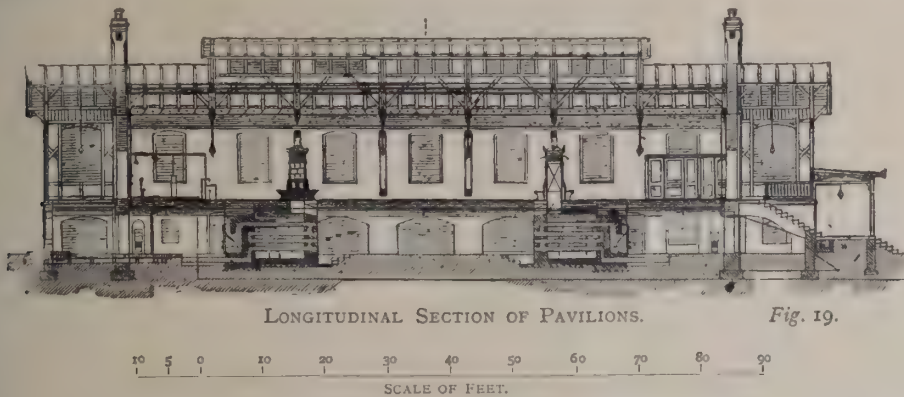 LONGITUDINAL SECTION OF PAVILIONS. Fig. 19.
10 5 0 10 20 30 40 50 60 70 80 90
SCALE OF FEET.